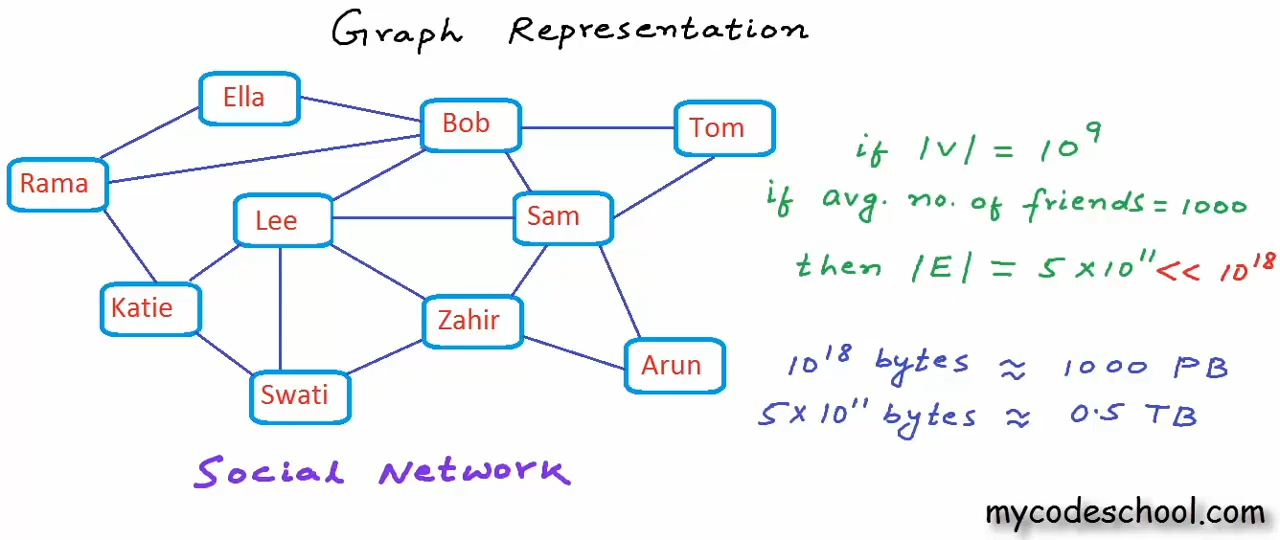 Graph Representation
Ella
Bob
Tom
Rama
Lee
Sam
Katie
Zahir
Arun
Swati
Social Network
if |V| = 10⁹
if avg. no. of friends = 1000
then |E| = 5 × 10¹¹ << 10¹⁸
10¹⁸ bytes ≈ 1000 PB
5 × 10¹¹ bytes ≈ 0.5 TB
mycodeschool.com